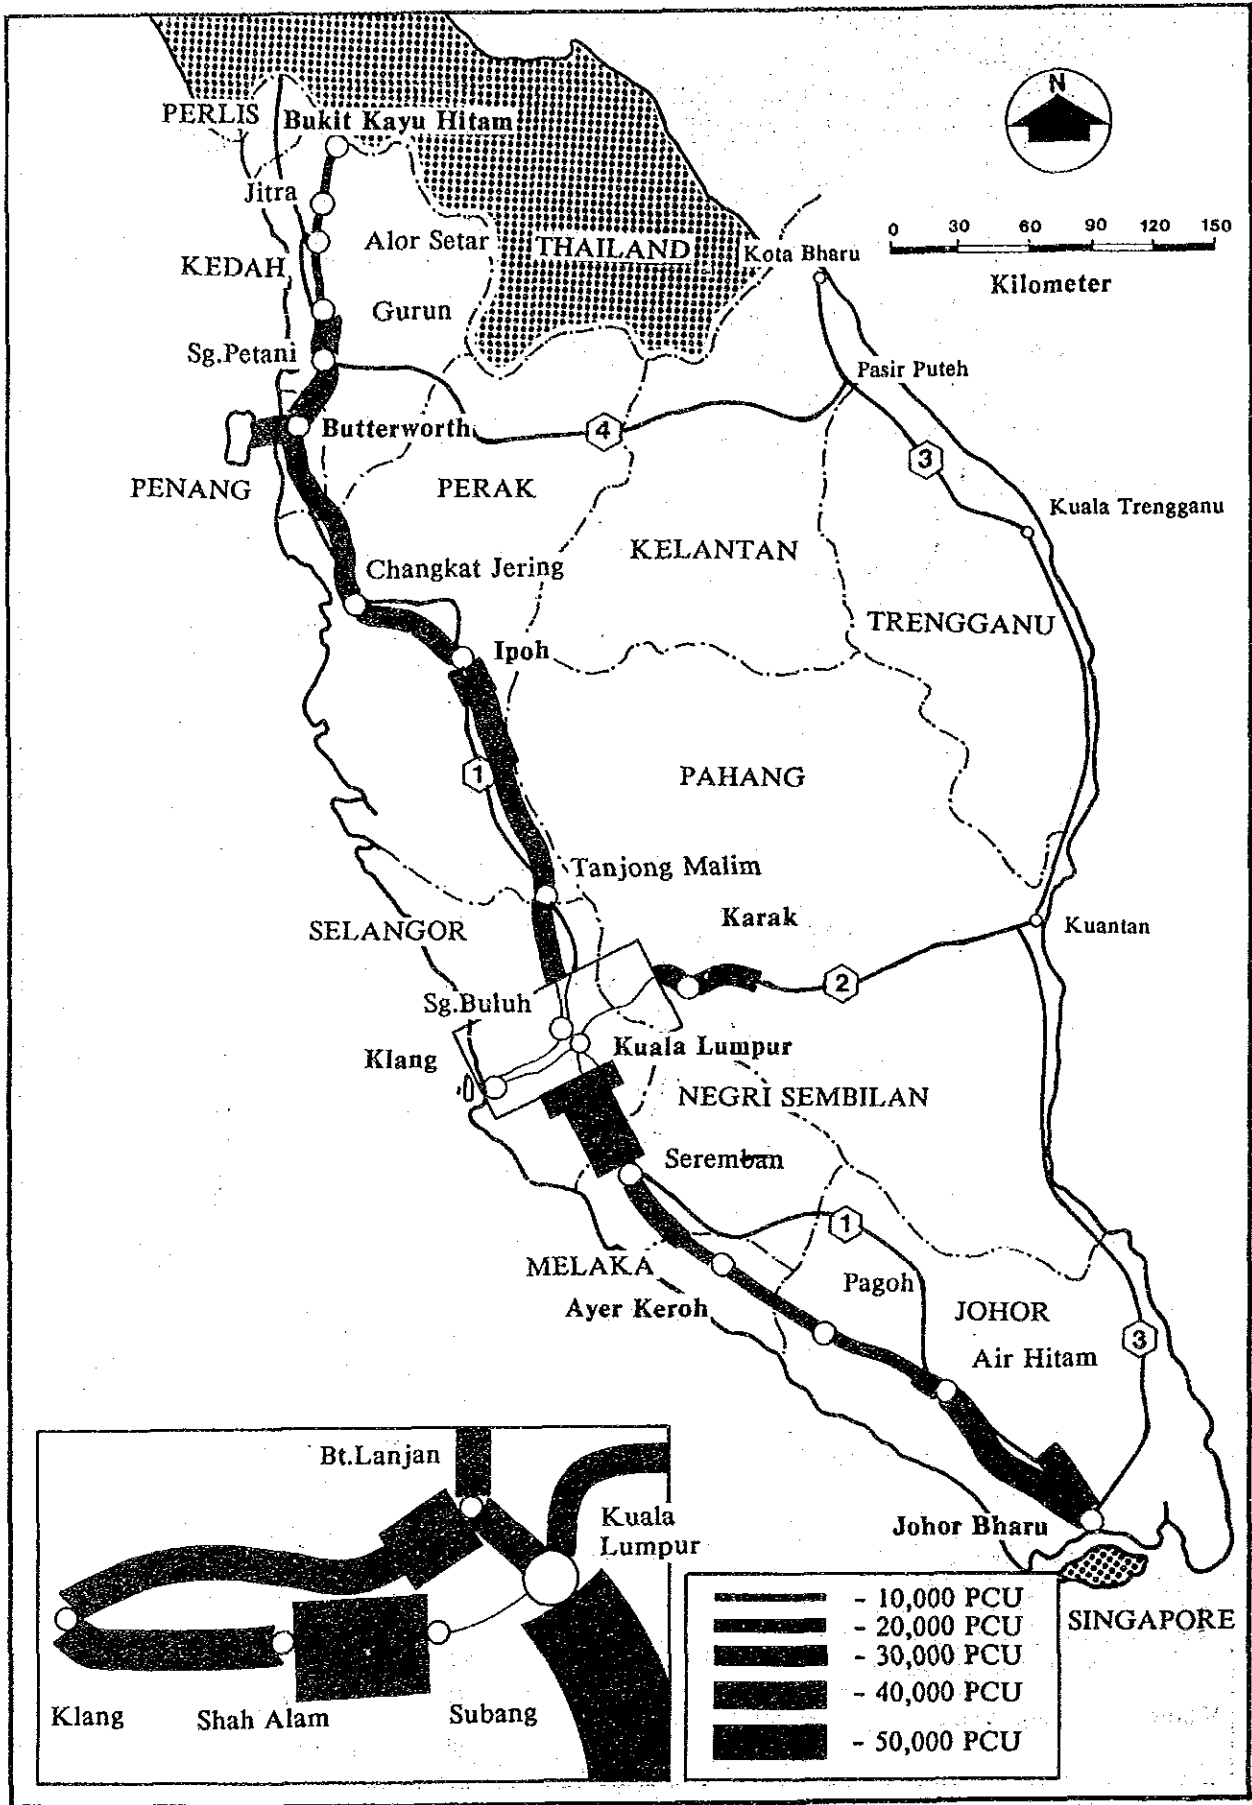 N
PERLIS
Bukit Kayu Hitam
Jitra
Alor Setar
THAILAND
Kota Bharu
0 30 60 90 120 150
Kilometer
KEDAH
Gurun
Sg.Petani
Pasir Puteh
Butterworth
4
3
PENANG
PERAK
Kuala Trengganu
KELANTAN
Changkat Jering
TRENGGANU
Ipoh
1
PAHANG
Tanjong Malim
Karak
SELANGOR
Kuantan
2
Sg.Buluh
Kuala Lumpur
Klang
NEGRI SEMBILAN
Seremban
1
MELAKA
Pagoh
Ayer Keroh
JOHOR
3
Air Hitam
Johor Bharu
SINGAPORE
Bt.Lanjan
Kuala
Lumpur
Klang
Shah Alam
Subang
- 10,000 PCU
- 20,000 PCU
- 30,000 PCU
- 40,000 PCU
- 50,000 PCU